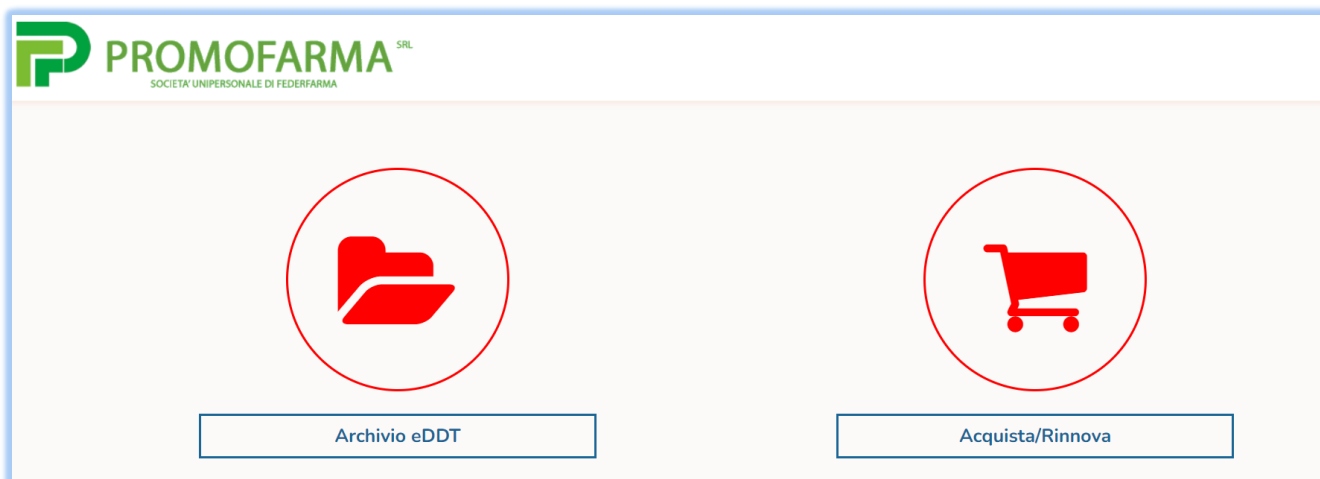 PROMOFARMA SRL
SOCIETA' UNIPERSONALE DI FEDERFARMA
Archivio eDDT
Acquista/Rinnova